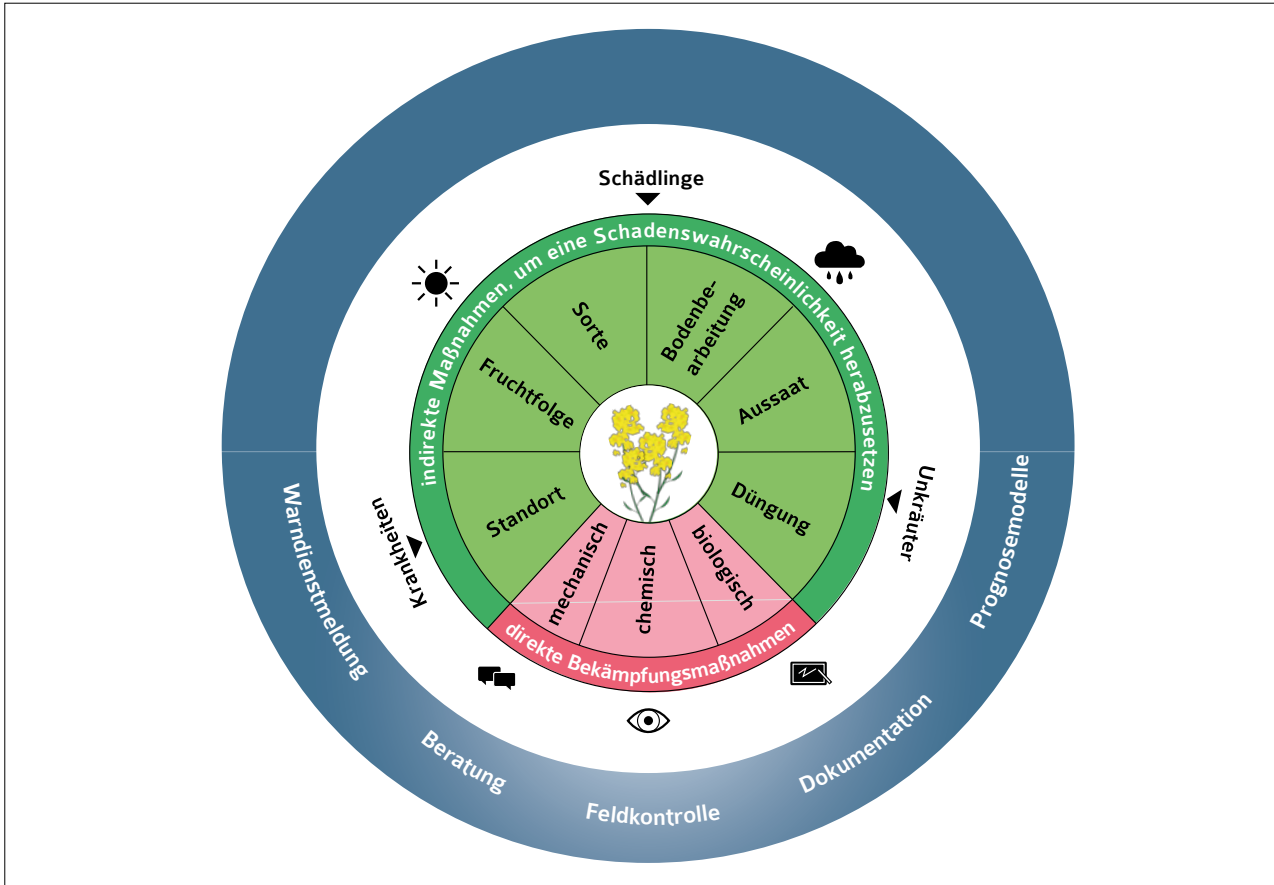 Schädlinge
indirekte Maßnahmen, um eine Schadenswahrscheinlichkeit herabzusetzen
Sorte
Bodenbe-
arbeitung
Fruchtfolge
Aussaat
Standort
Düngung
mechanisch
chemisch
biologisch
direkte Bekämpfungsmaßnahmen
Krankheiten
Unkräuter
Warndienstmeldung
Beratung
Feldkontrolle
Dokumentation
Prognosemodelle